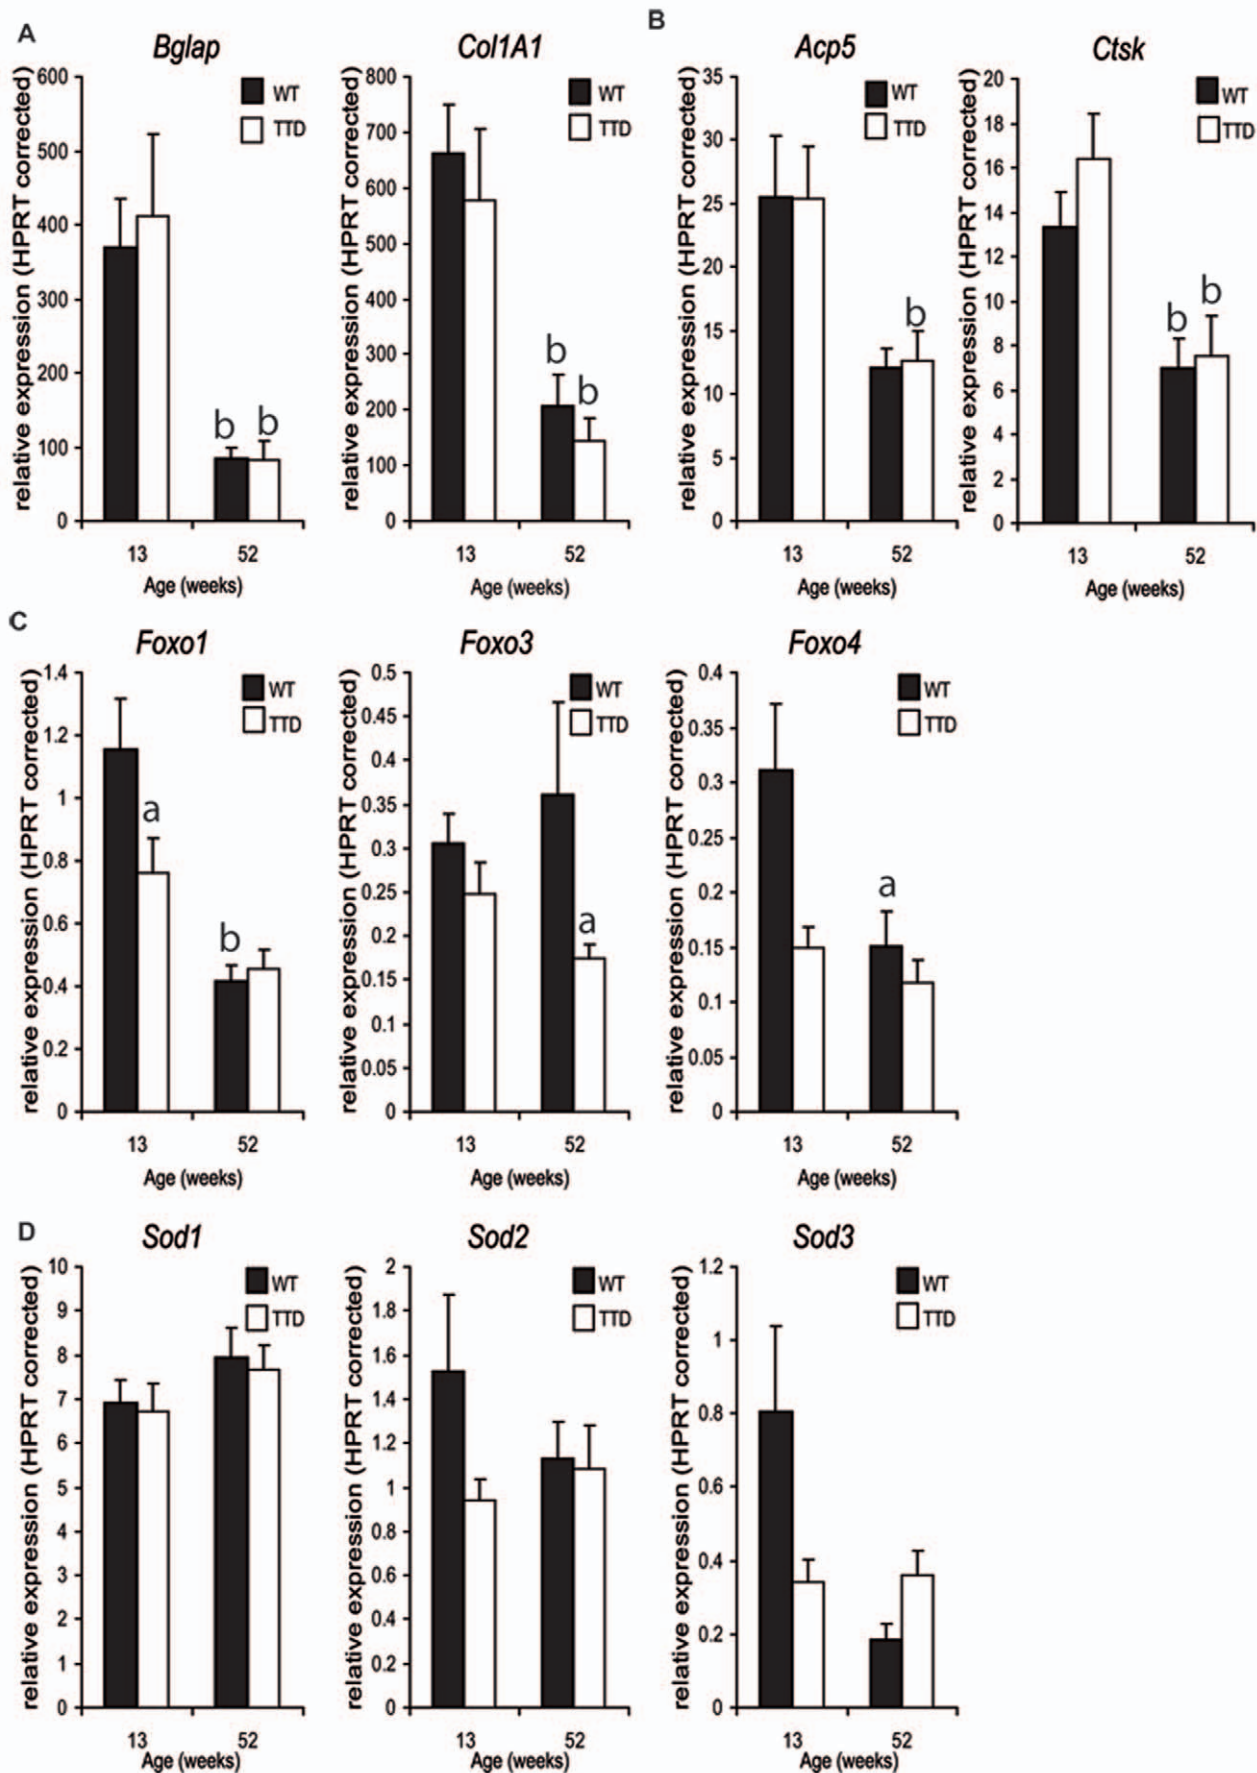 A
Bglap
600
500
400
300
200
100
0
relative expression (HPRT corrected)
WT
TTD
b b
13 52
Age (weeks)
Col1A1
800
700
600
500
400
300
200
100
0
relative expression (HPRT corrected)
WT
TTD
b
b
13 52
Age (weeks)
B
Acp5
35
30
25
20
15
10
5
0
relative expression (HPRT corrected)
WT
TTD
b
13 52
Age (weeks)
Ctsk
20
18
16
14
12
10
8
6
4
2
0
relative expression (HPRT corrected)
WT
TTD
b
b
13 52
Age (weeks)
C
Foxo1
1.4
1.2
1
0.8
0.6
0.4
0.2
0
relative expression (HPRT corrected)
WT
TTD
a
b
13 52
Age (weeks)
Foxo3
0.5
0.45
0.4
0.35
0.3
0.25
0.2
0.15
0.1
0.05
0
relative expression (HPRT corrected)
WT
TTD
a
13 52
Age (weeks)
Foxo4
0.4
0.35
0.3
0.25
0.2
0.15
0.1
0.05
0
relative expression (HPRT corrected)
WT
TTD
a
13 52
Age (weeks)
D
Sod1
10
9
8
7
6
5
4
3
2
1
0
relative expression (HPRT corrected)
WT
TTD
13 52
Age (weeks)
Sod2
2
1.8
1.6
1.4
1.2
1
0.8
0.6
0.4
0.2
0
relative expression (HPRT corrected)
WT
TTD
13 52
Age (weeks)
Sod3
1.2
1
0.8
0.6
0.4
0.2
0
relative expression (HPRT corrected)
WT
TTD
13 52
Age (weeks)